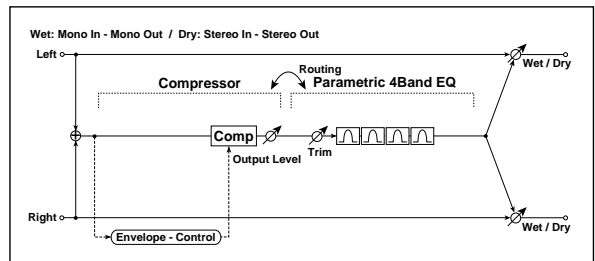 Wet: Mono In - Mono Out / Dry: Stereo In - Stereo Out
Left
Wet / Dry
Routing
Compressor
Parametric 4Band EQ
Comp
Output Level
Trim
Right
Wet / Dry
Envelope - Control